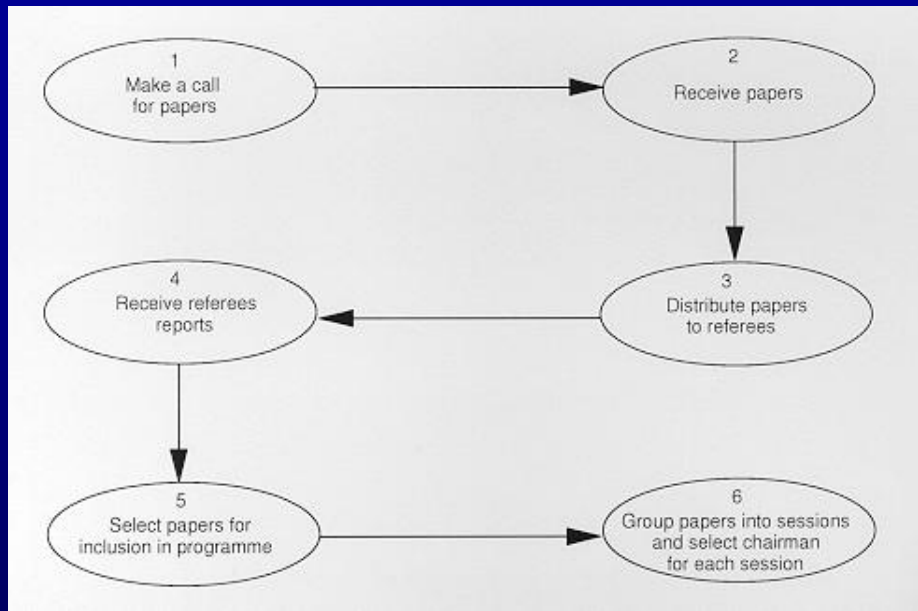 1
Make a call
for papers
2
Receive papers
3
Distribute papers
to referees
4
Receive referees
reports
5
Select papers for
inclusion in programme
6
Group papers into sessions
and select chairman
for each session